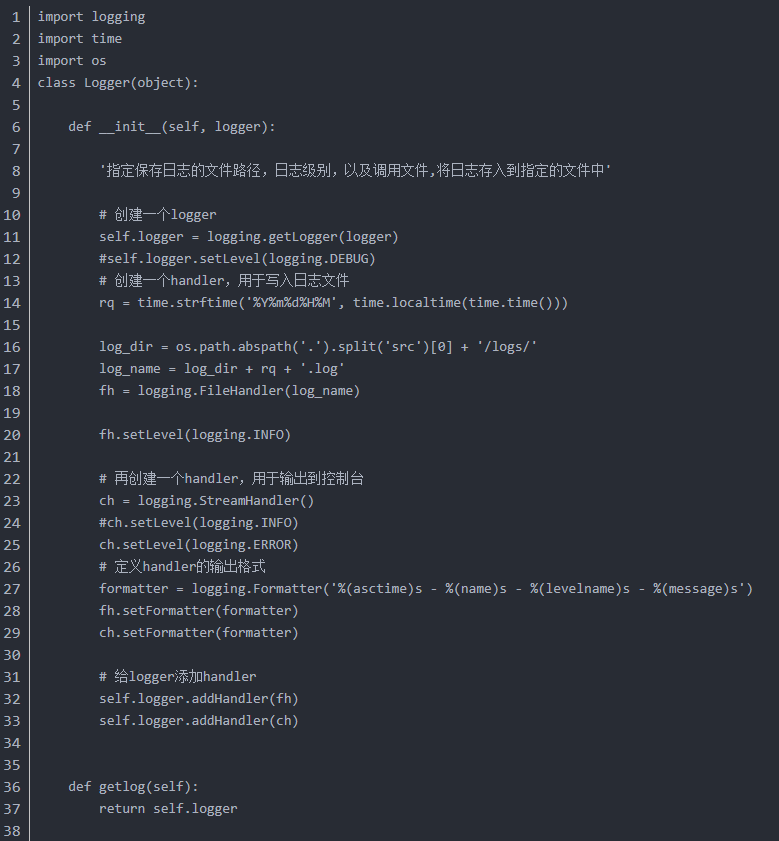 1 import logging
2 import time
3 import os
4 class Logger(object):
5
6     def __init__(self, logger):
7
8         '指定保存日志的文件路径，日志级别，以及调用文件,将日志存入到指定的文件中'
9
10         # 创建一个logger
11         self.logger = logging.getLogger(logger)
12         #self.logger.setLevel(logging.DEBUG)
13         # 创建一个handler，用于写入日志文件
14         rq = time.strftime('%Y%m%d%H%M', time.localtime(time.time()))
15
16         log_dir = os.path.abspath('.').split('src')[0] + '/logs/'
17         log_name = log_dir + rq + '.log'
18         fh = logging.FileHandler(log_name)
19
20         fh.setLevel(logging.INFO)
21
22         # 再创建一个handler，用于输出到控制台
23         ch = logging.StreamHandler()
24         #ch.setLevel(logging.INFO)
25         ch.setLevel(logging.ERROR)
26         # 定义handler的输出格式
27         formatter = logging.Formatter('%(asctime)s - %(name)s - %(levelname)s - %(message)s')
28         fh.setFormatter(formatter)
29         ch.setFormatter(formatter)
30
31         # 给logger添加handler
32         self.logger.addHandler(fh)
33         self.logger.addHandler(ch)
34
35
36     def getlog(self):
37         return self.logger
38